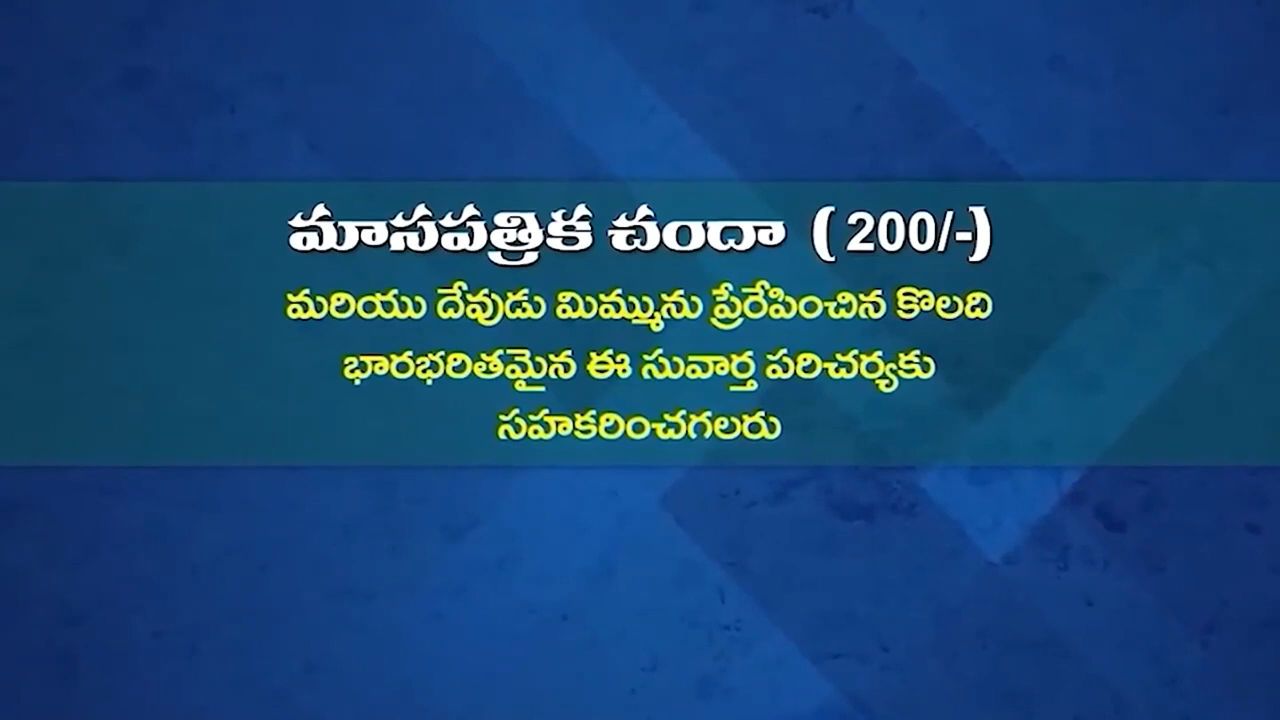 మాసపత్రిక చందా ( 200/-)
మరియు దేవుడు మిమ్మును ప్రేరేపించిన కొలది
భారభరితమైన ఈ సువార్త పరిచర్యకు
సహకరించగలరు